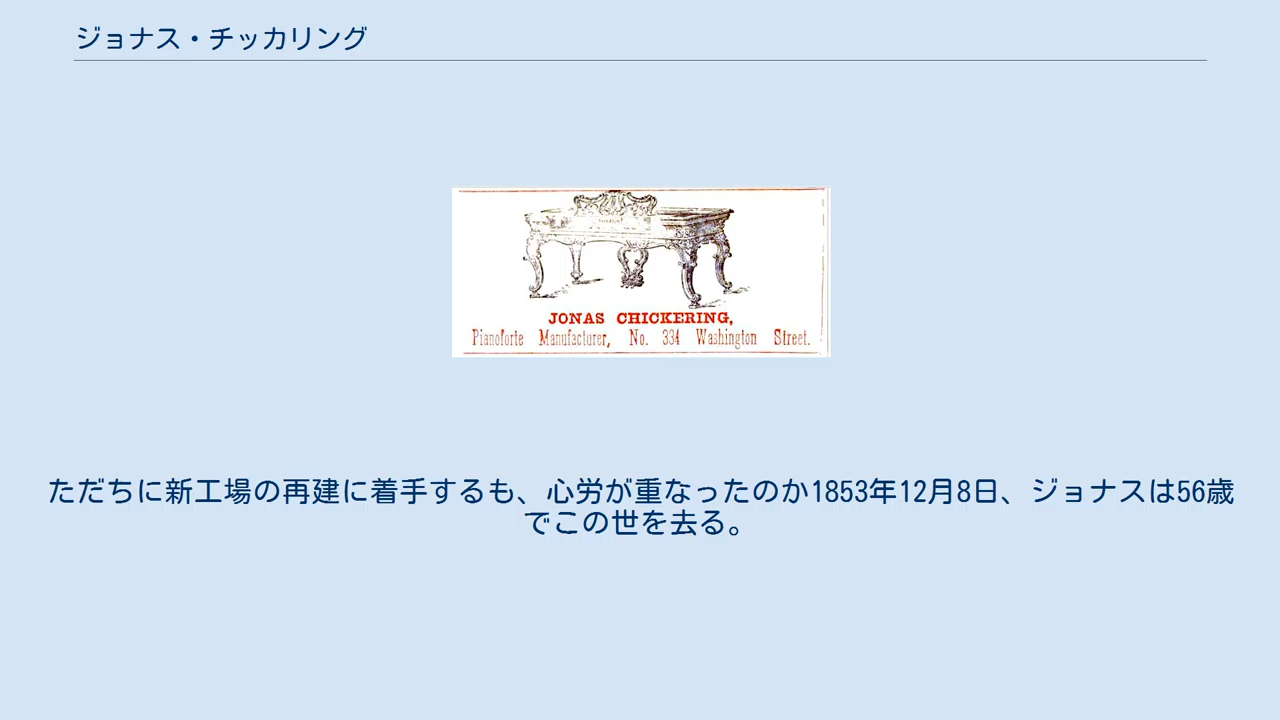 ジョナス・チッカリング
JONAS CHICKERING,
Pianoforte Manufacturer, No. 334 Washington Street.
ただちに新工場の再建に着手するも、心労が重なったのか1853年12月8日、ジョナスは56歳
でこの世を去る。